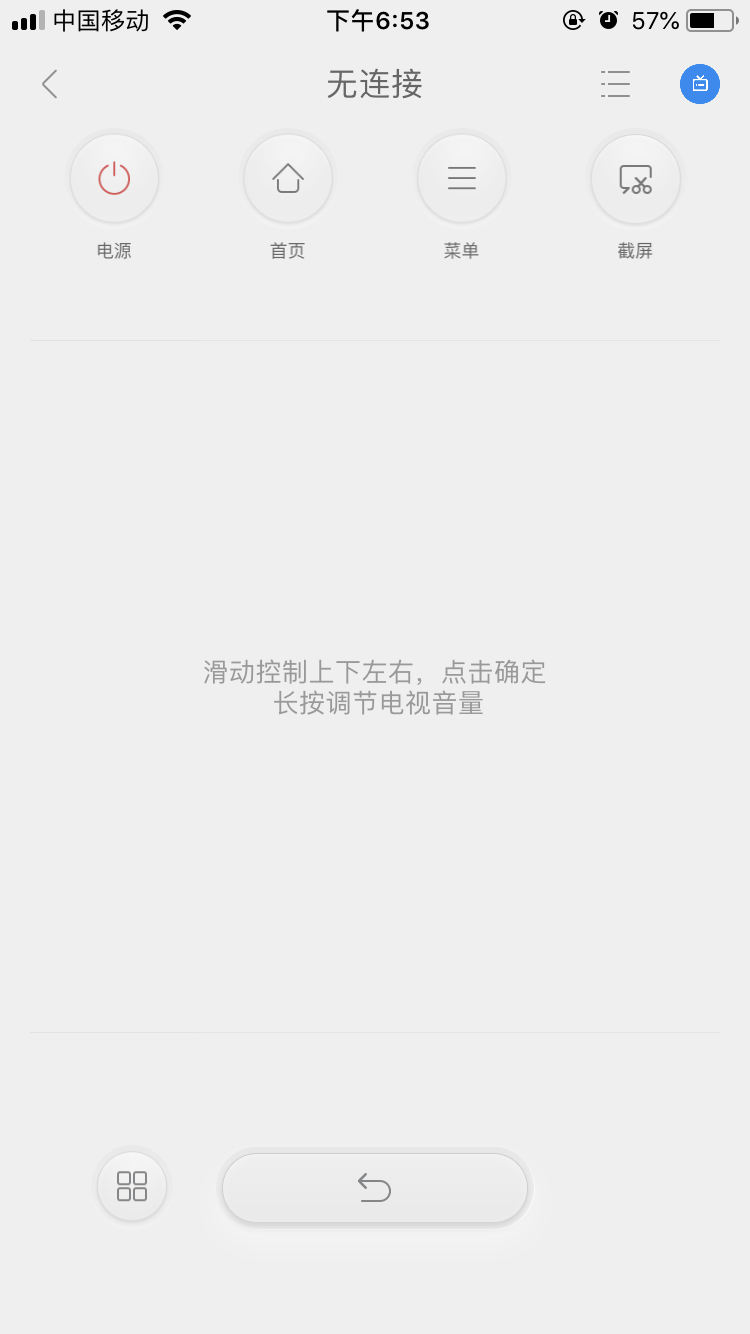 中国移动
下午6:53
57%
无连接
电源
首页
菜单
截屏
滑动控制上下左右，点击确定
长按调节电视音量